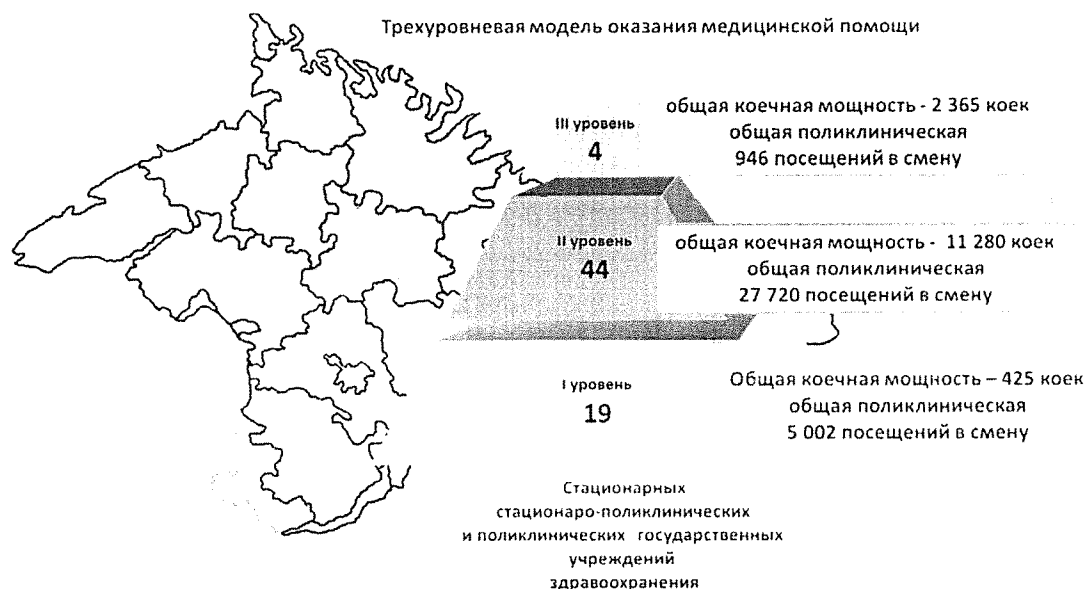 Трехуровневая модель оказания медицинской помощи
III уровень
4
общая коечная мощность - 2 365 коек
общая поликлиническая
946 посещений в смену
II уровень
44
общая коечная мощность - 11 280 коек
общая поликлиническая
27 720 посещений в смену
I уровень
19
Общая коечная мощность – 425 коек
общая поликлиническая
5 002 посещений в смену
Стационарных
стационаро-поликлинических
и поликлинических государственных
учреждений
здравоохранения